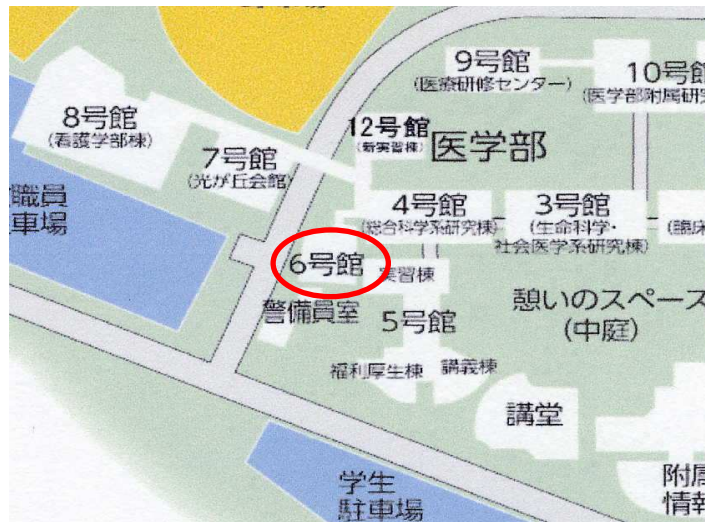 9号館
(医療研修センター)
10号館
(医学部附属研究
8号館
(看護学部棟)
12号館
(新実習棟)
医学部
7号館
(光が丘会館)
職員
車場
4号館
(総合科学系研究棟)
3号館
(生命科学・
社会医学系研究棟)
(臨床
6号館
実習棟
警備員室
5号館
憩いのスペース
(中庭)
福利厚生棟
講義棟
講堂
学生
駐車場
附属
情報